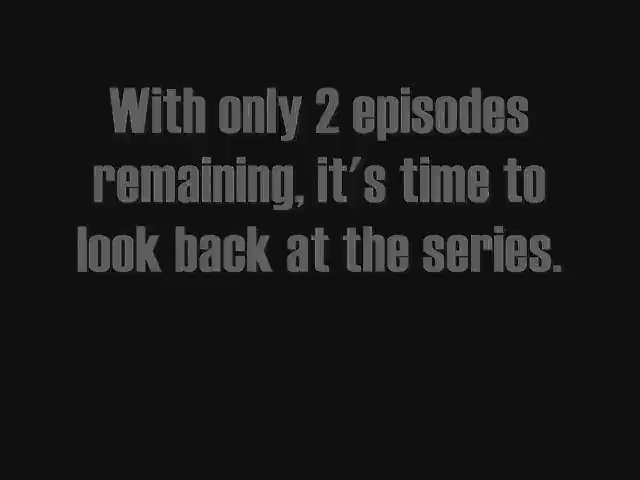 With only 2 episodes
remaining, it's time to
look back at the series.